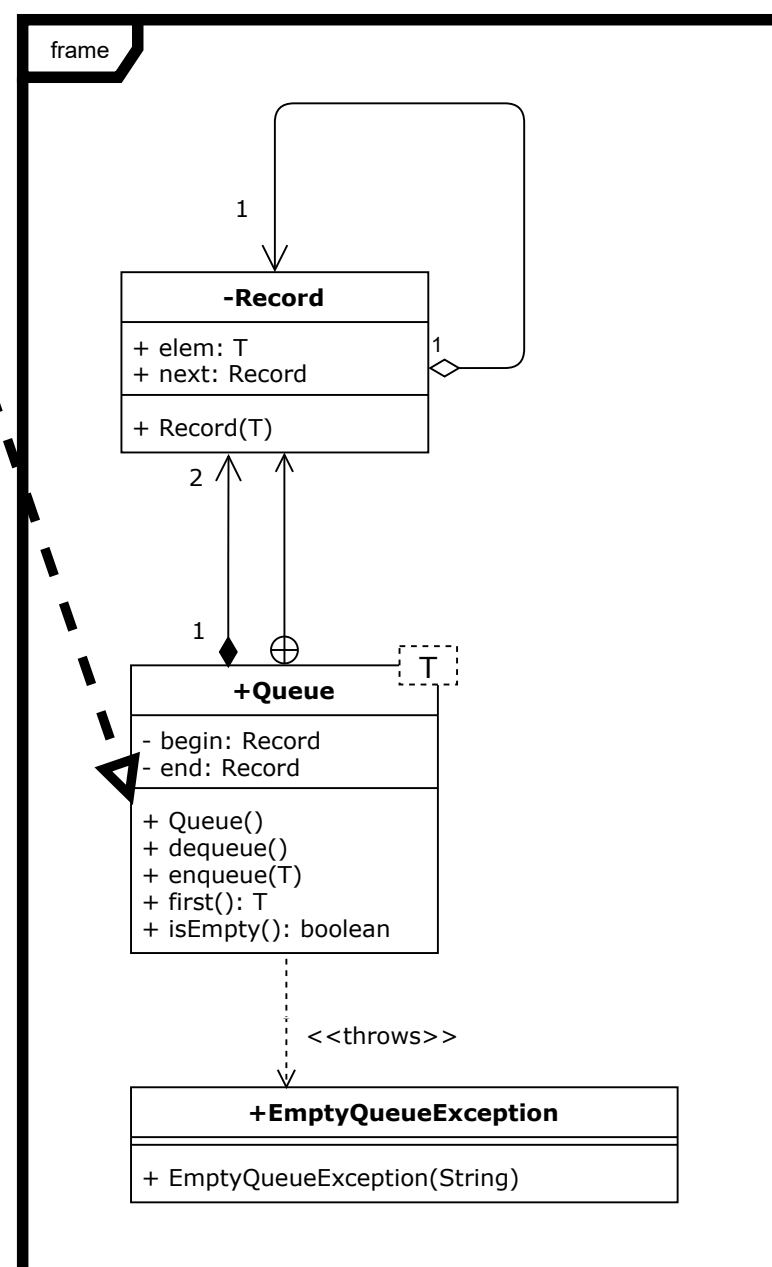 frame
1
-Record
1
+ elem: T
+ next: Record
+ Record(T)
2
1
T
+Queue
- begin: Record
- end: Record
+ Queue()
+ dequeue()
+ enqueue(T)
+ first(): T
+ isEmpty(): boolean
<<throws>>
+EmptyQueueException
+ EmptyQueueException(String)